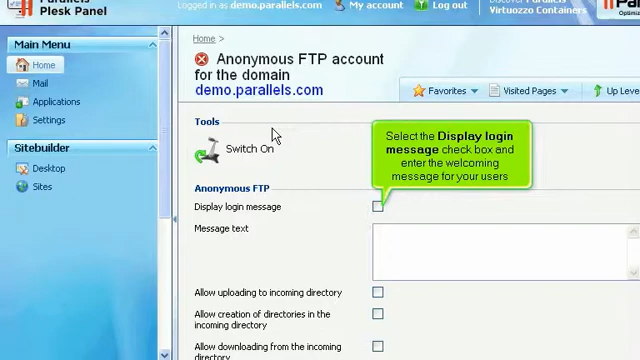 Parallels
Plesk Panel
Logged in as demo.parallels.com
My account
Log out
Discover Parallels
Virtuozzo Containers
Optimiz
Main Menu
Home
Mail
Applications
Settings
Sitebuilder
Desktop
Sites
Home >
Anonymous FTP account
for the domain
demo.parallels.com
Favorites
Visited Pages
Up Leve
Tools
Switch On
Select the Display login
message check box and
enter the welcoming
message for your users
Anonymous FTP
Display login message
Message text
Allow uploading to incoming directory
Allow creation of directories in the
incoming directory
Allow downloading from the incoming
directory